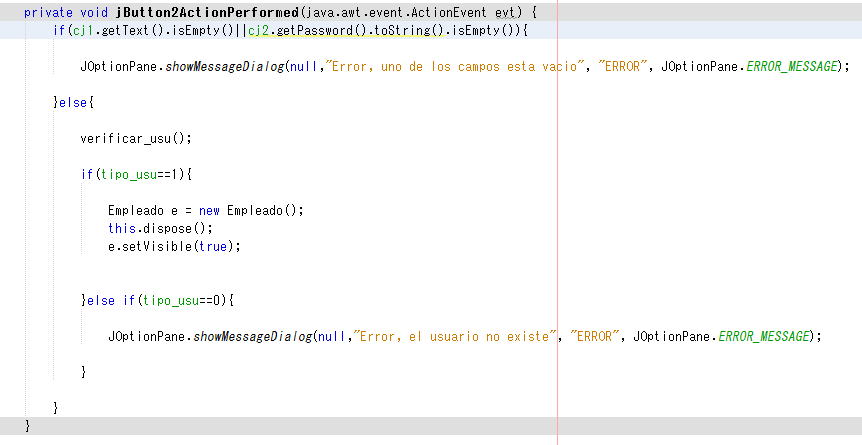 private void jButton2ActionPerformed(java.awt.event.ActionEvent evt) {
if(cj1.getText().isEmpty()||cj2.getPassword().toString().isEmpty()){
JOptionPane.showMessageDialog(null,"Error, uno de los campos esta vacio", "ERROR", JOptionPane.ERROR_MESSAGE);
}else{
verificar_usu();
if(tipo_usu==1){
Empleado e = new Empleado();
this.dispose();
e.setVisible(true);
}else if(tipo_usu==0){
JOptionPane.showMessageDialog(null,"Error, el usuario no existe", "ERROR", JOptionPane.ERROR_MESSAGE);
}
}
}